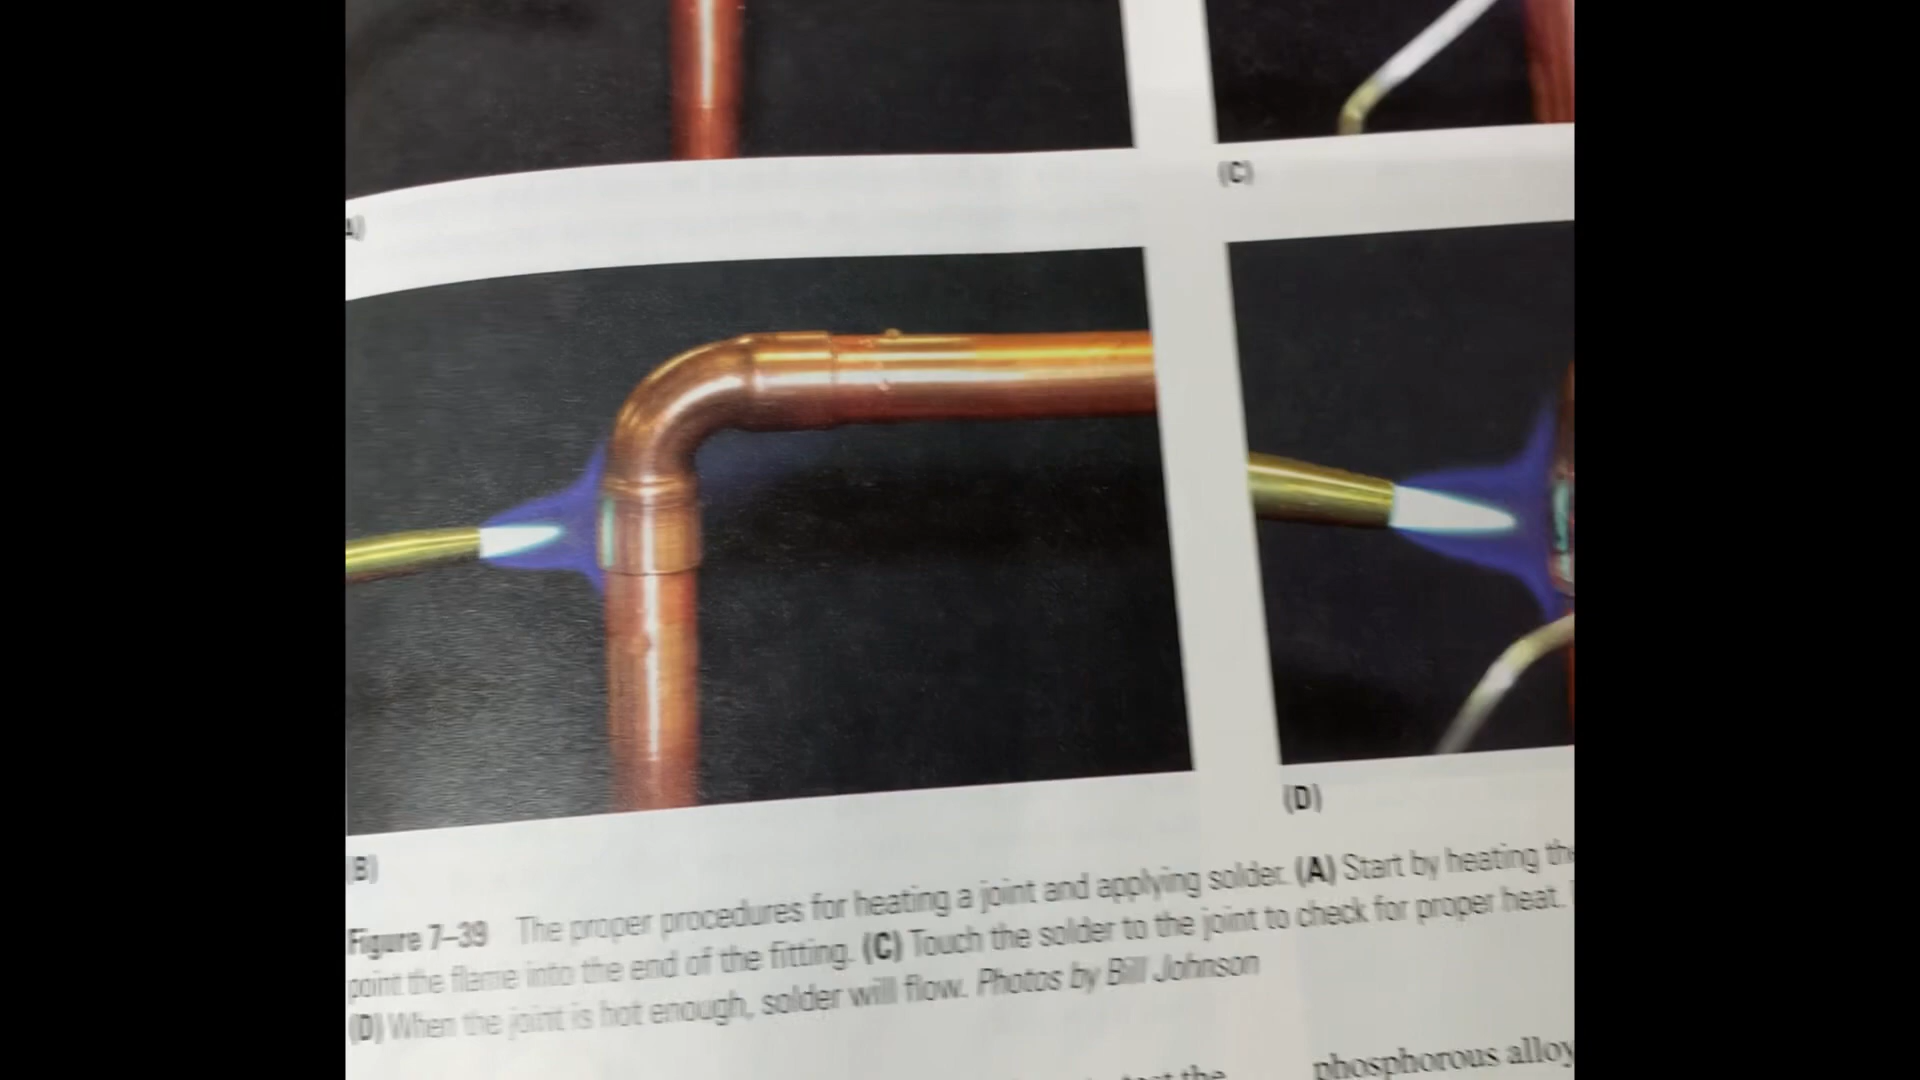 (C)
(D)
(B)
Figure 7–39 The proper procedures for heating a joint and applying solder. (A) Start by heating the
point the flame into the end of the fitting. (C) Touch the solder to the joint to check for proper heat.
(D) When the joint is hot enough, solder will flow. Photos by Bill Johnson
the
phosphorous alloy